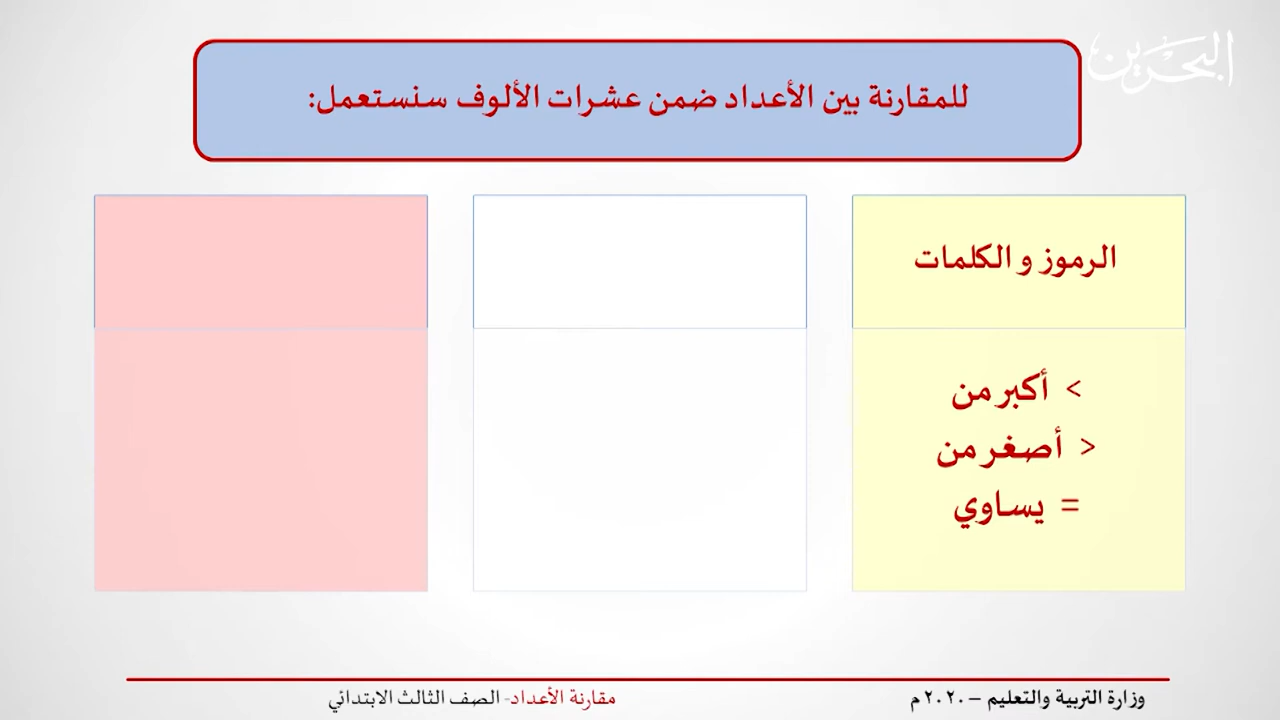 البحرين
للمقارنة بين الأعداد ضمن عشرات الألوف سنستعمل:
الرموز و الكلمات
< أكبر من
> أصغر من
= يساوي
وزارة التربية والتعليم – ٢٠٢٠ م
مقارنة الأعداد- الصف الثالث الابتدائي